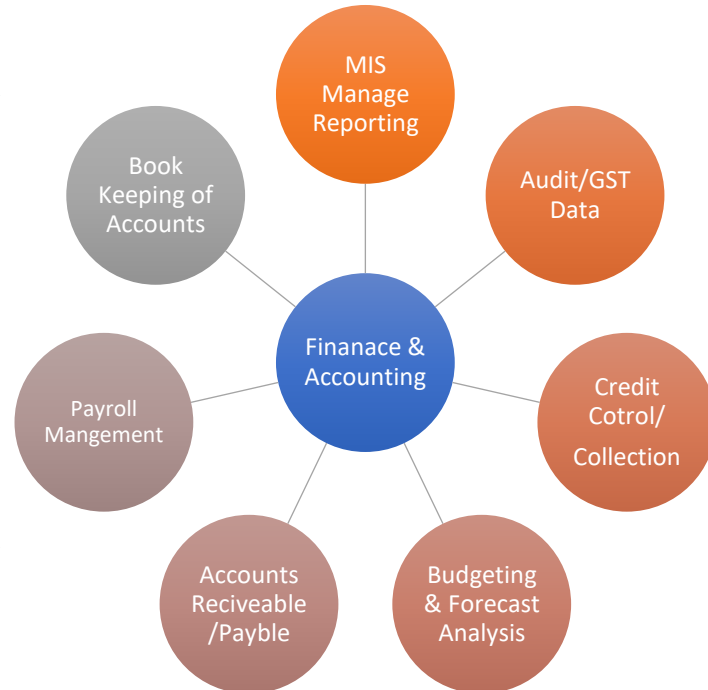 MIS
Manage
Reporting
Audit/GST
Data
Credit
Cotrol/
Collection
Budgeting
& Forecast
Analysis
Accounts
Reciveable
/Payble
Payroll
Mangement
Book
Keeping of
Accounts
Finanace &
Accounting